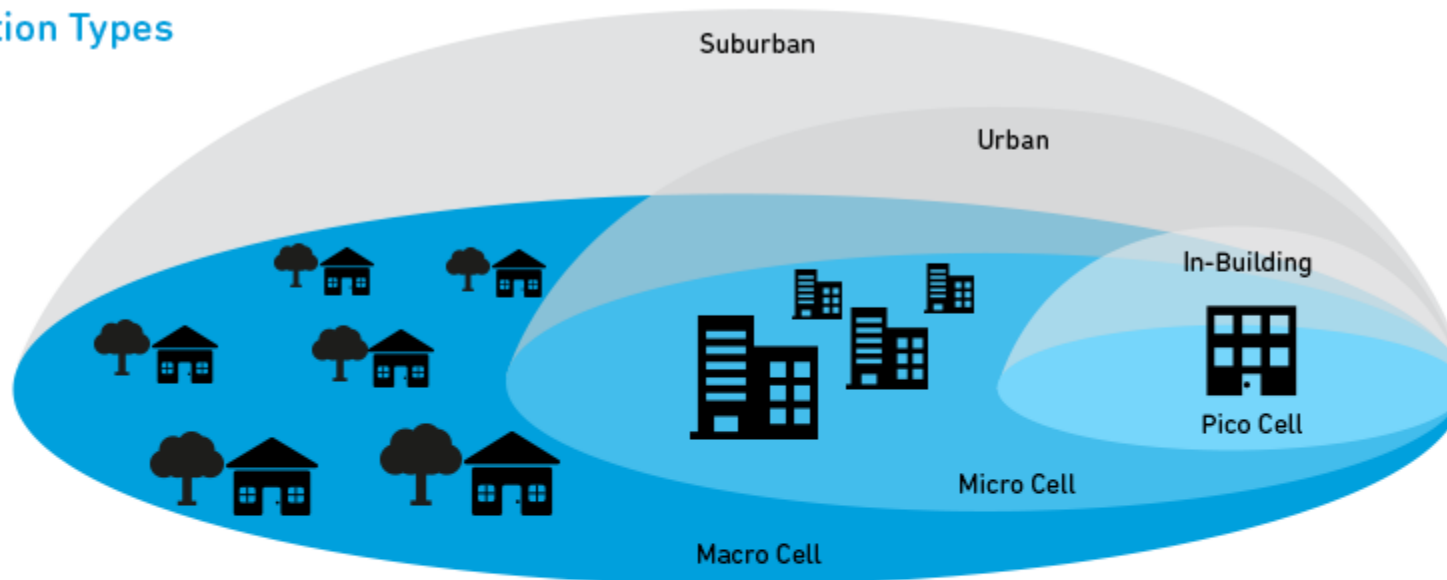 tion Types
Suburban
Urban
In-Building
Pico Cell
Micro Cell
Macro Cell